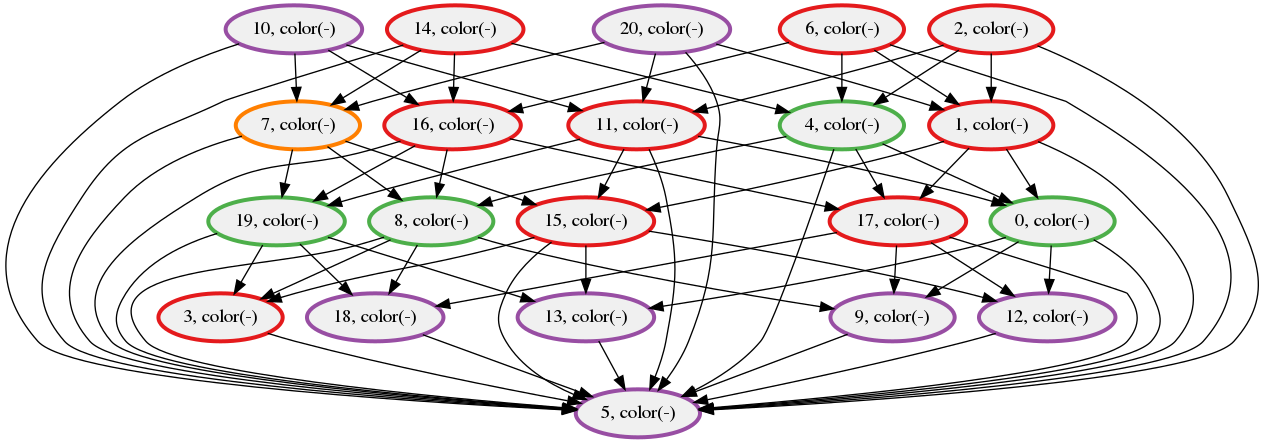 10, color(-)
14, color(-)
20, color(-)
6, color(-)
2, color(-)
7, color(-)
16, color(-)
11, color(-)
4, color(-)
1, color(-)
19, color(-)
8, color(-)
15, color(-)
17, color(-)
0, color(-)
3, color(-)
18, color(-)
13, color(-)
9, color(-)
12, color(-)
5, color(-)